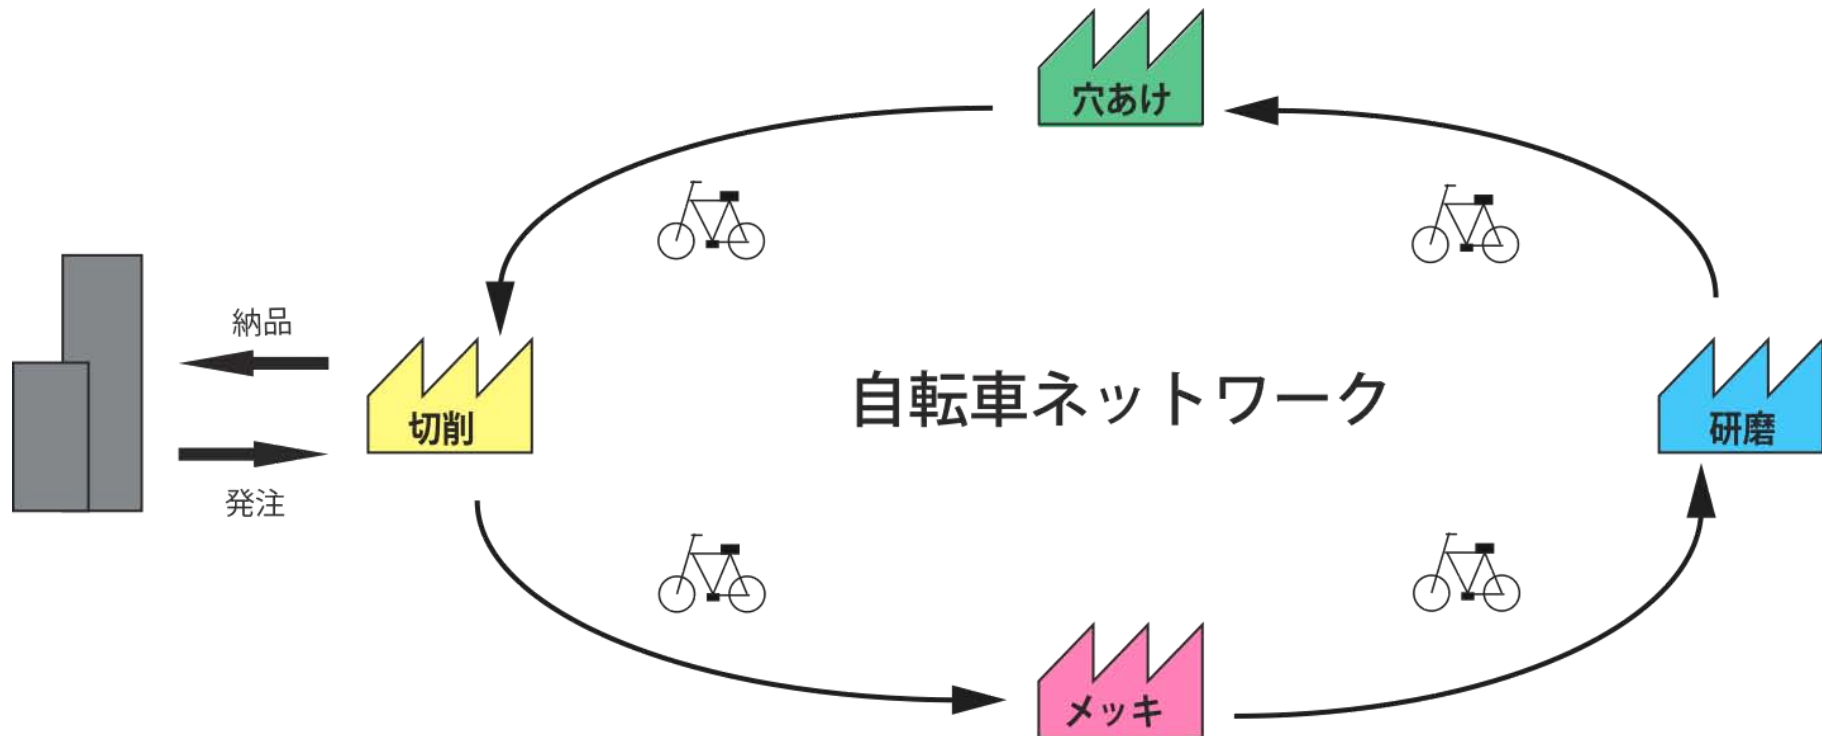 穴あけ
納品
切削
自転車ネットワーク
研磨
発注
メッキ